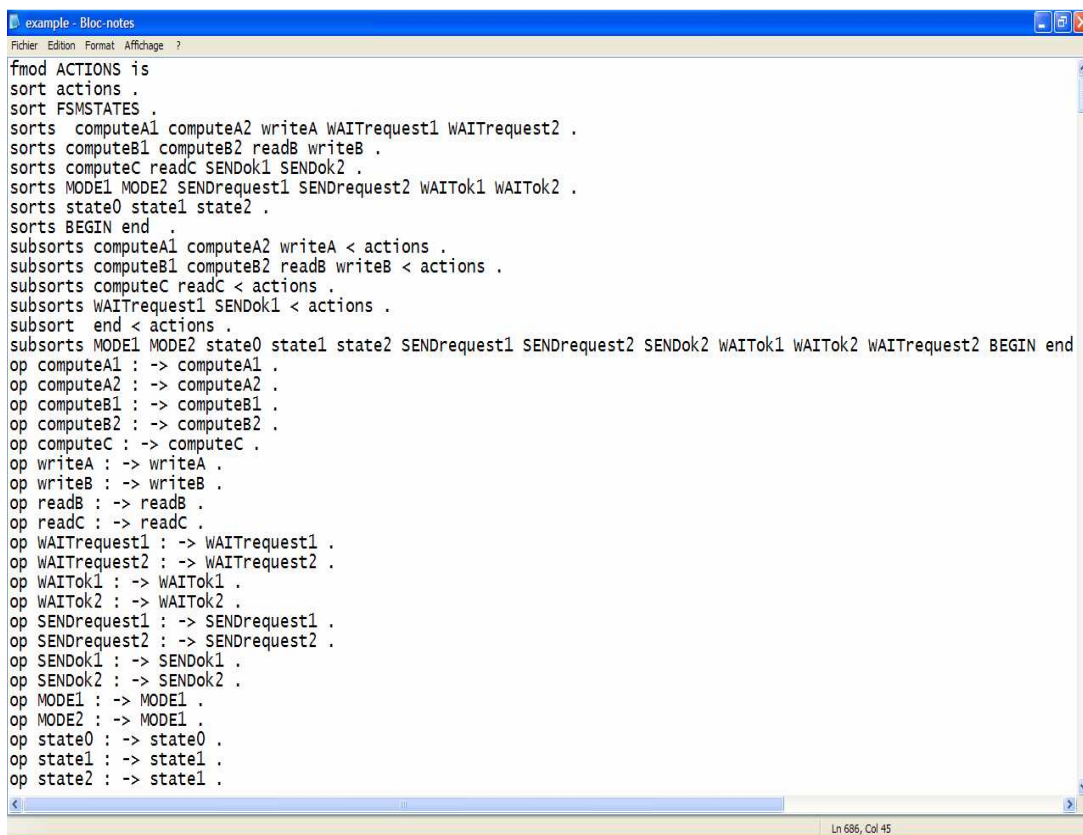 example - Bloc-notes
Fichier Edition Format Affichage ?
fmod ACTIONS is
sort actions .
sort FSMSTATES .
sorts computeA1 computeA2 writeA WAITrequest1 WAITrequest2 .
sorts computeB1 computeB2 readB writeB .
sorts computeC readC SENDok1 SENDok2 .
sorts MODE1 MODE2 SENDrequest1 SENDrequest2 WAITok1 WAITok2 .
sorts state0 state1 state2 .
sorts BEGIN end .
subsorts computeA1 computeA2 writeA < actions .
subsorts computeB1 computeB2 readB writeB < actions .
subsorts computeC readC < actions .
subsorts WAITrequest1 SENDok1 < actions .
subsort end < actions .
subsorts MODE1 MODE2 state0 state1 state2 SENDrequest1 SENDrequest2 SENDok2 WAITok1 WAITok2 WAITrequest2 BEGIN end
op computeA1 : -> computeA1 .
op computeA2 : -> computeA2 .
op computeB1 : -> computeB1 .
op computeB2 : -> computeB2 .
op computeC : -> computeC .
op writeA : -> writeA .
op writeB : -> writeB .
op readB : -> readB .
op readC : -> readC .
op WAITrequest1 : -> WAITrequest1 .
op WAITrequest2 : -> WAITrequest2 .
op WAITok1 : -> WAITok1 .
op WAITok2 : -> WAITok2 .
op SENDrequest1 : -> SENDrequest1 .
op SENDrequest2 : -> SENDrequest2 .
op SENDok1 : -> SENDok1 .
op SENDok2 : -> SENDok2 .
op MODE1 : -> MODE1 .
op MODE2 : -> MODE1 .
op state0 : -> state0 .
op state1 : -> state1 .
op state2 : -> state1 .
Ln 686, Col 45